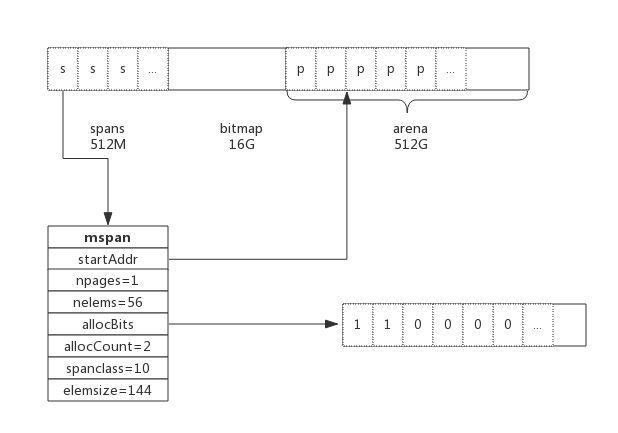 s s s ... p p p p p ...
spans bitmap arena
512M 16G 512G
mspan
startAddr
npages=1
nelems=56
allocBits
1 1 0 0 0 0 ...
allocCount=2
spanclass=10
elemsize=144